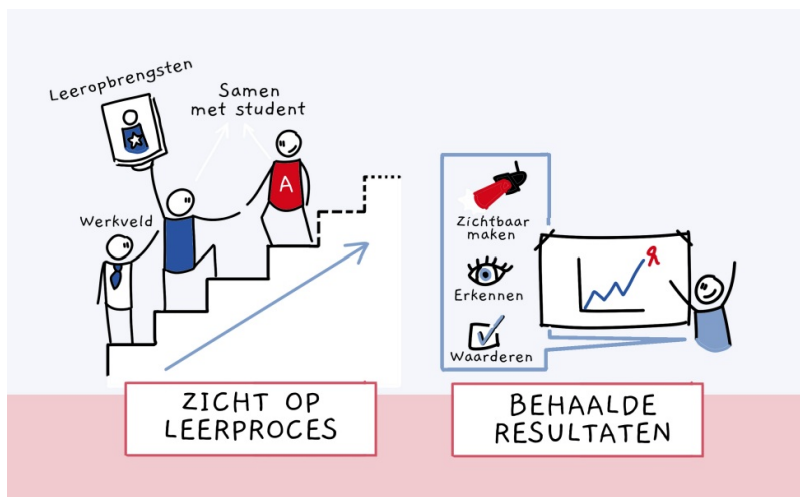 Leeropbrengsten
Samen
met student
A
Werkveld
Zichtbaar
maken
Erkennen
Waarderen
ZICHT OP
LEERPROCES
BEHAALDE
RESULTATEN